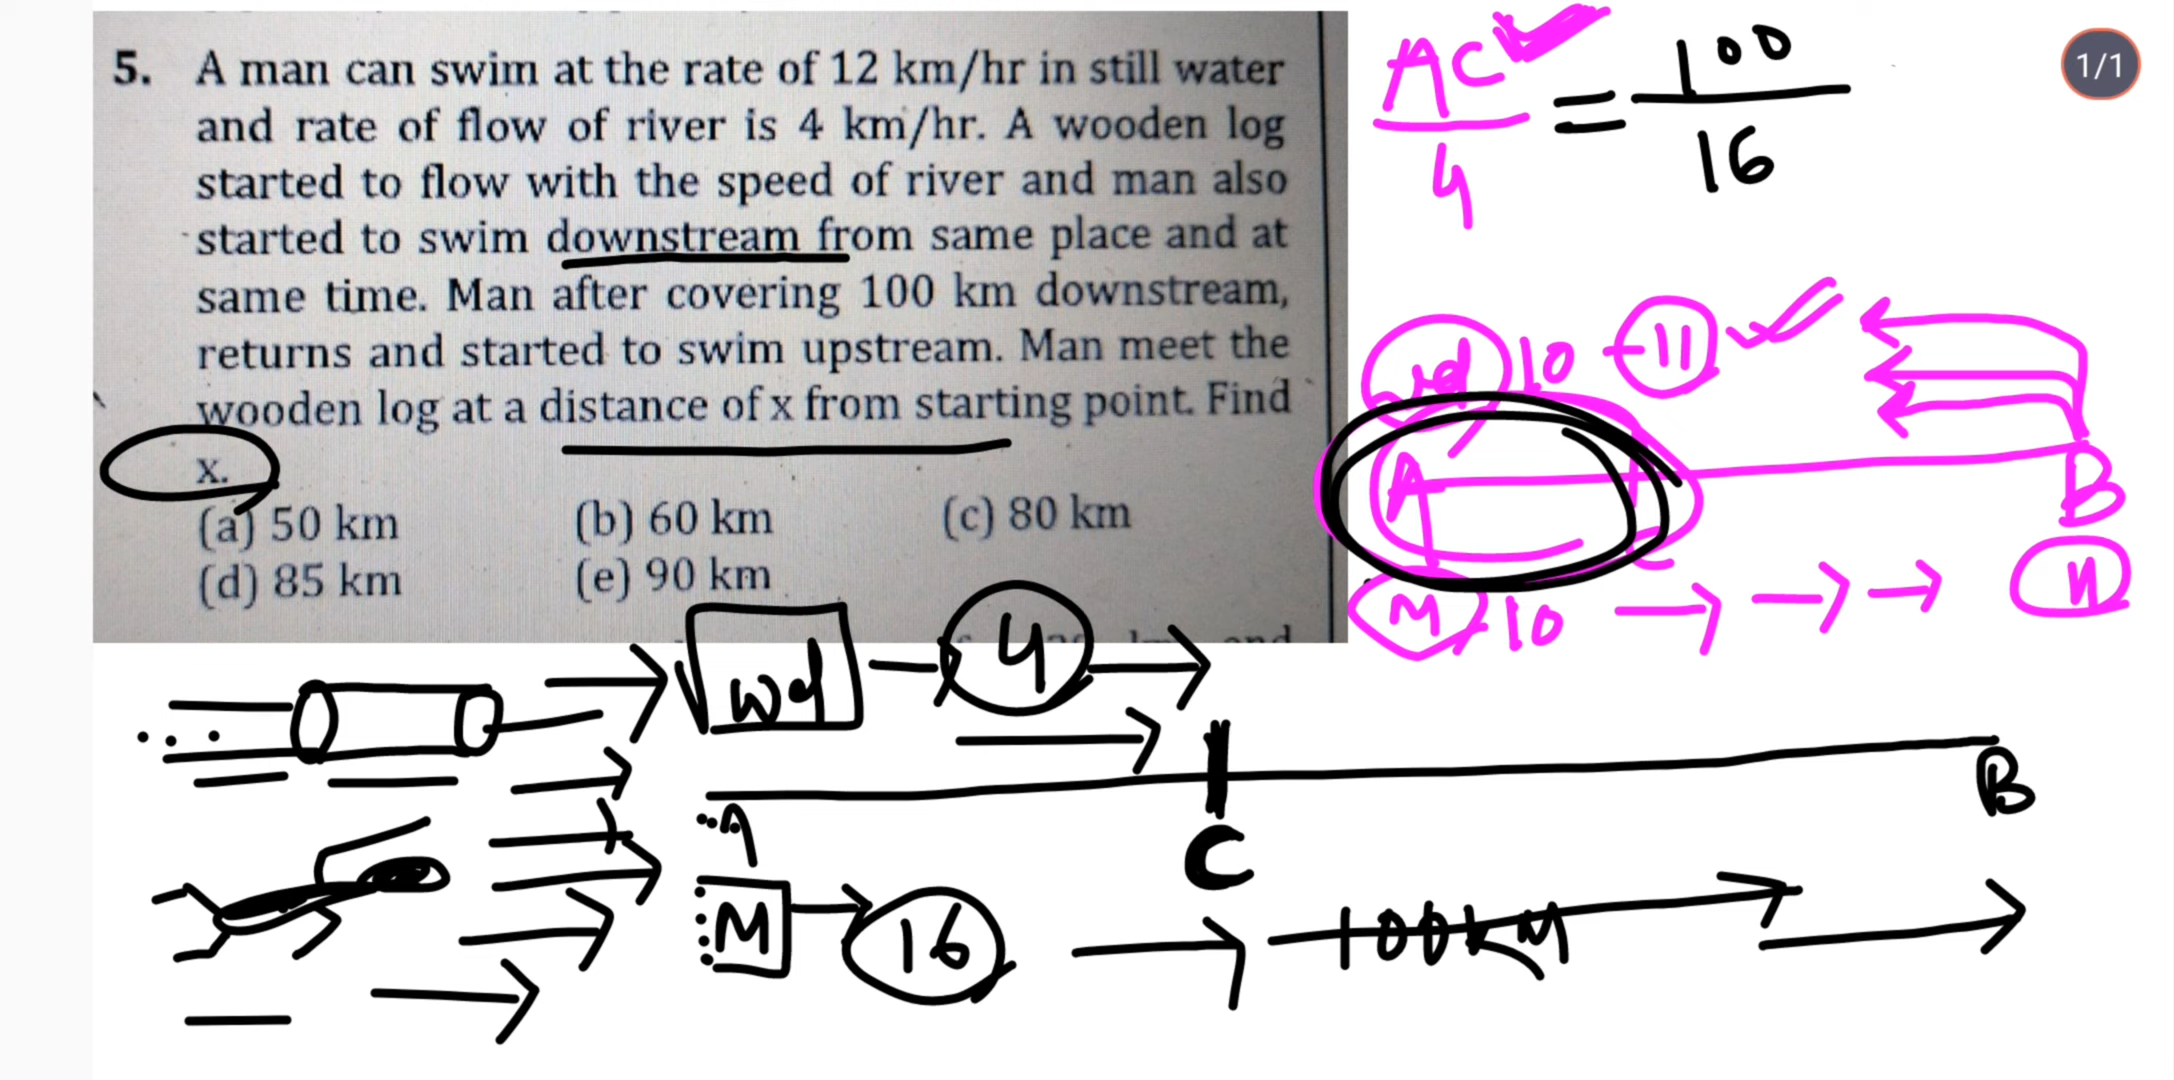 5. A man can swim at the rate of 12 km/hr in still water
and rate of flow of river is 4 km/hr. A wooden log
started to flow with the speed of river and man also
started to swim downstream from same place and at
same time. Man after covering 100 km downstream,
returns and started to swim upstream. Man meet the
wooden log at a distance of x from starting point. Find
x.
(a) 50 km (b) 60 km (c) 80 km
(d) 85 km (e) 90 km
AC/4 = 100/16
1/1
wd 10 - 11
A B
C
M 10
wd 4
A C B
M 16 100KM